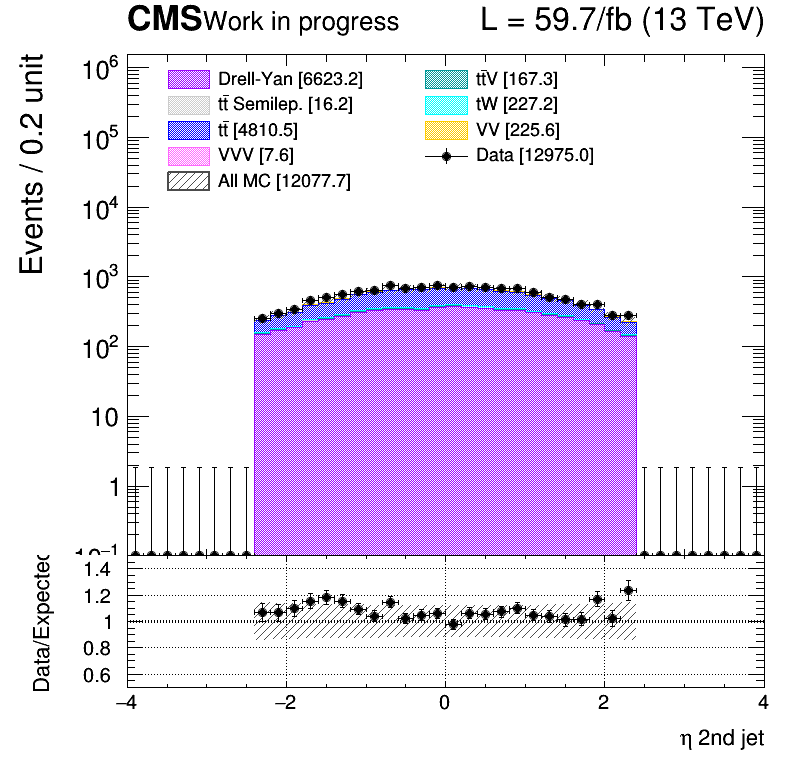 CMS Work in progress L = 59.7/fb (13 TeV)
Events / 0.2 unit
Drell-Yan [6623.2] tt̄V [167.3]
tt̄ Semilep. [16.2] tW [227.2]
tt̄ [4810.5] VV [225.6]
VVV [7.6] Data [12975.0]
All MC [12077.7]
10⁶
10⁵
10⁴
10³
10²
10
1
10⁻¹
Data/Expected
1.4
1.2
1
0.8
0.6
−4 −2 0 2 4
η 2nd jet